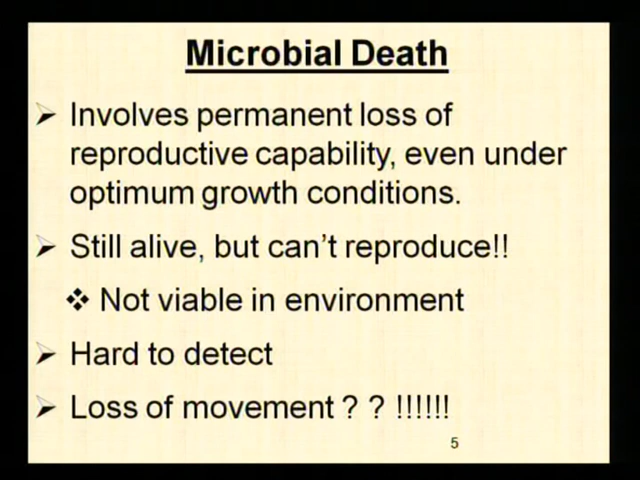 Microbial Death
➢ Involves permanent loss of
reproductive capability, even under
optimum growth conditions.
➢ Still alive, but can't reproduce!!
❖ Not viable in environment
➢ Hard to detect
➢ Loss of movement ? ? !!!!!!
5